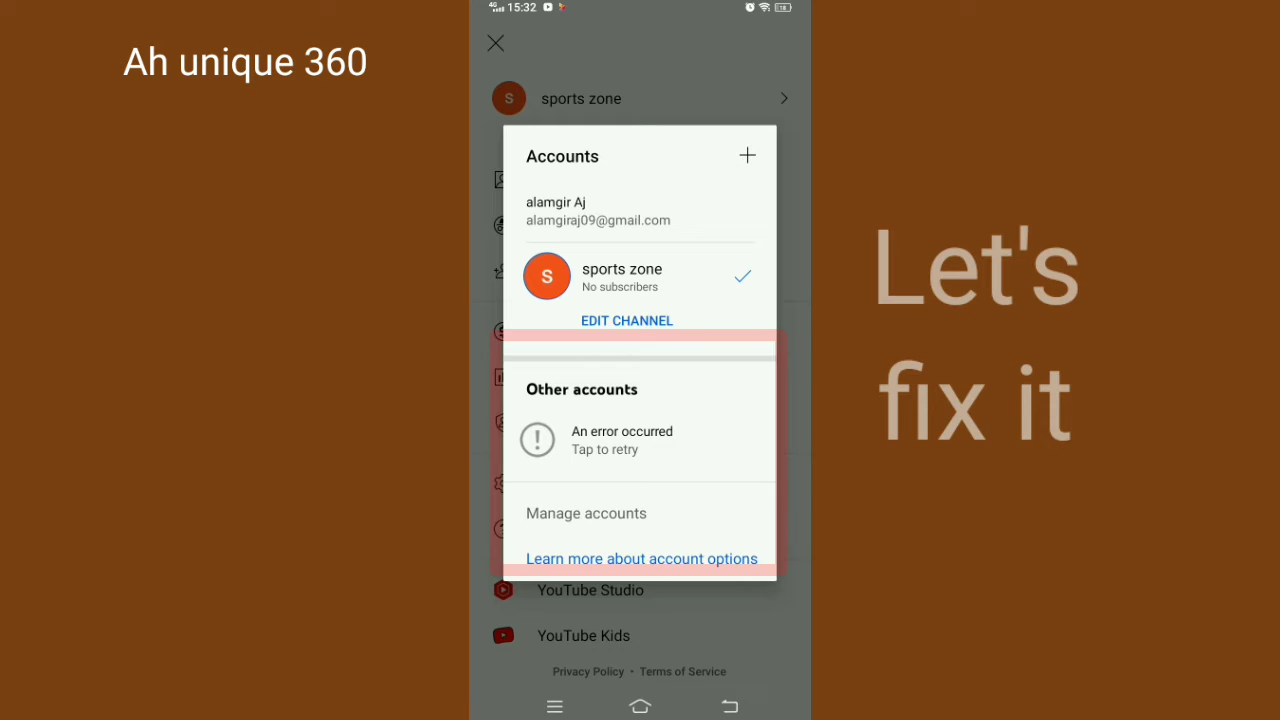 Ah unique 360
4G 15:32
18
sports zone
Accounts
alamgir Aj
alamgiraj09@gmail.com
S
sports zone
No subscribers
EDIT CHANNEL
Other accounts
An error occurred
Tap to retry
Manage accounts
Learn more about account options
YouTube Studio
YouTube Kids
Privacy Policy • Terms of Service
Let's
fix it